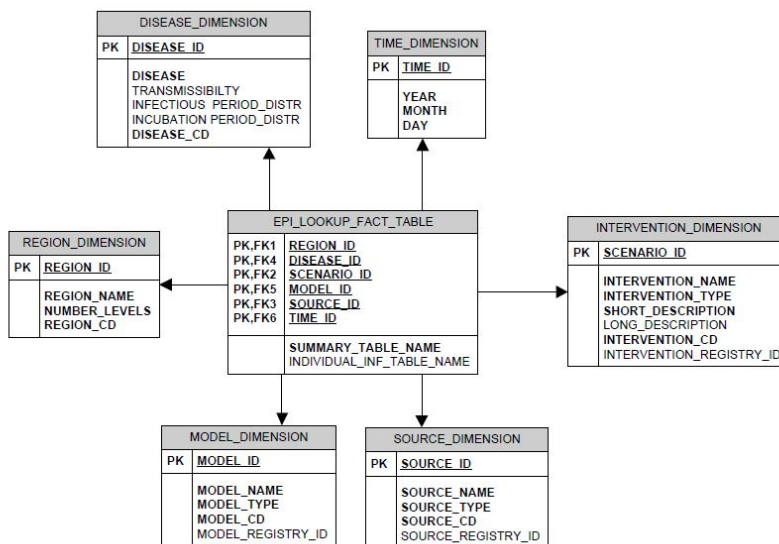 DISEASE_DIMENSION
PK DISEASE_ID
DISEASE
TRANSMISSIBILTY
INFECTIOUS PERIOD_DISTR
INCUBATION PERIOD_DISTR
DISEASE_CD
TIME_DIMENSION
PK TIME_ID
YEAR
MONTH
DAY
REGION_DIMENSION
PK REGION_ID
REGION_NAME
NUMBER_LEVELS
REGION_CD
EPI_LOOKUP_FACT_TABLE
PK,FK1 REGION_ID
PK,FK4 DISEASE_ID
PK,FK2 SCENARIO_ID
PK,FK5 MODEL_ID
PK,FK3 SOURCE_ID
PK,FK6 TIME_ID
SUMMARY_TABLE_NAME
INDIVIDUAL_INF_TABLE_NAME
INTERVENTION_DIMENSION
PK SCENARIO_ID
INTERVENTION_NAME
INTERVENTION_TYPE
SHORT_DESCRIPTION
LONG_DESCRIPTION
INTERVENTION_CD
INTERVENTION_REGISTRY_ID
MODEL_DIMENSION
PK MODEL_ID
MODEL_NAME
MODEL_TYPE
MODEL_CD
MODEL_REGISTRY_ID
SOURCE_DIMENSION
PK SOURCE_ID
SOURCE_NAME
SOURCE_TYPE
SOURCE_CD
SOURCE_REGISTRY_ID